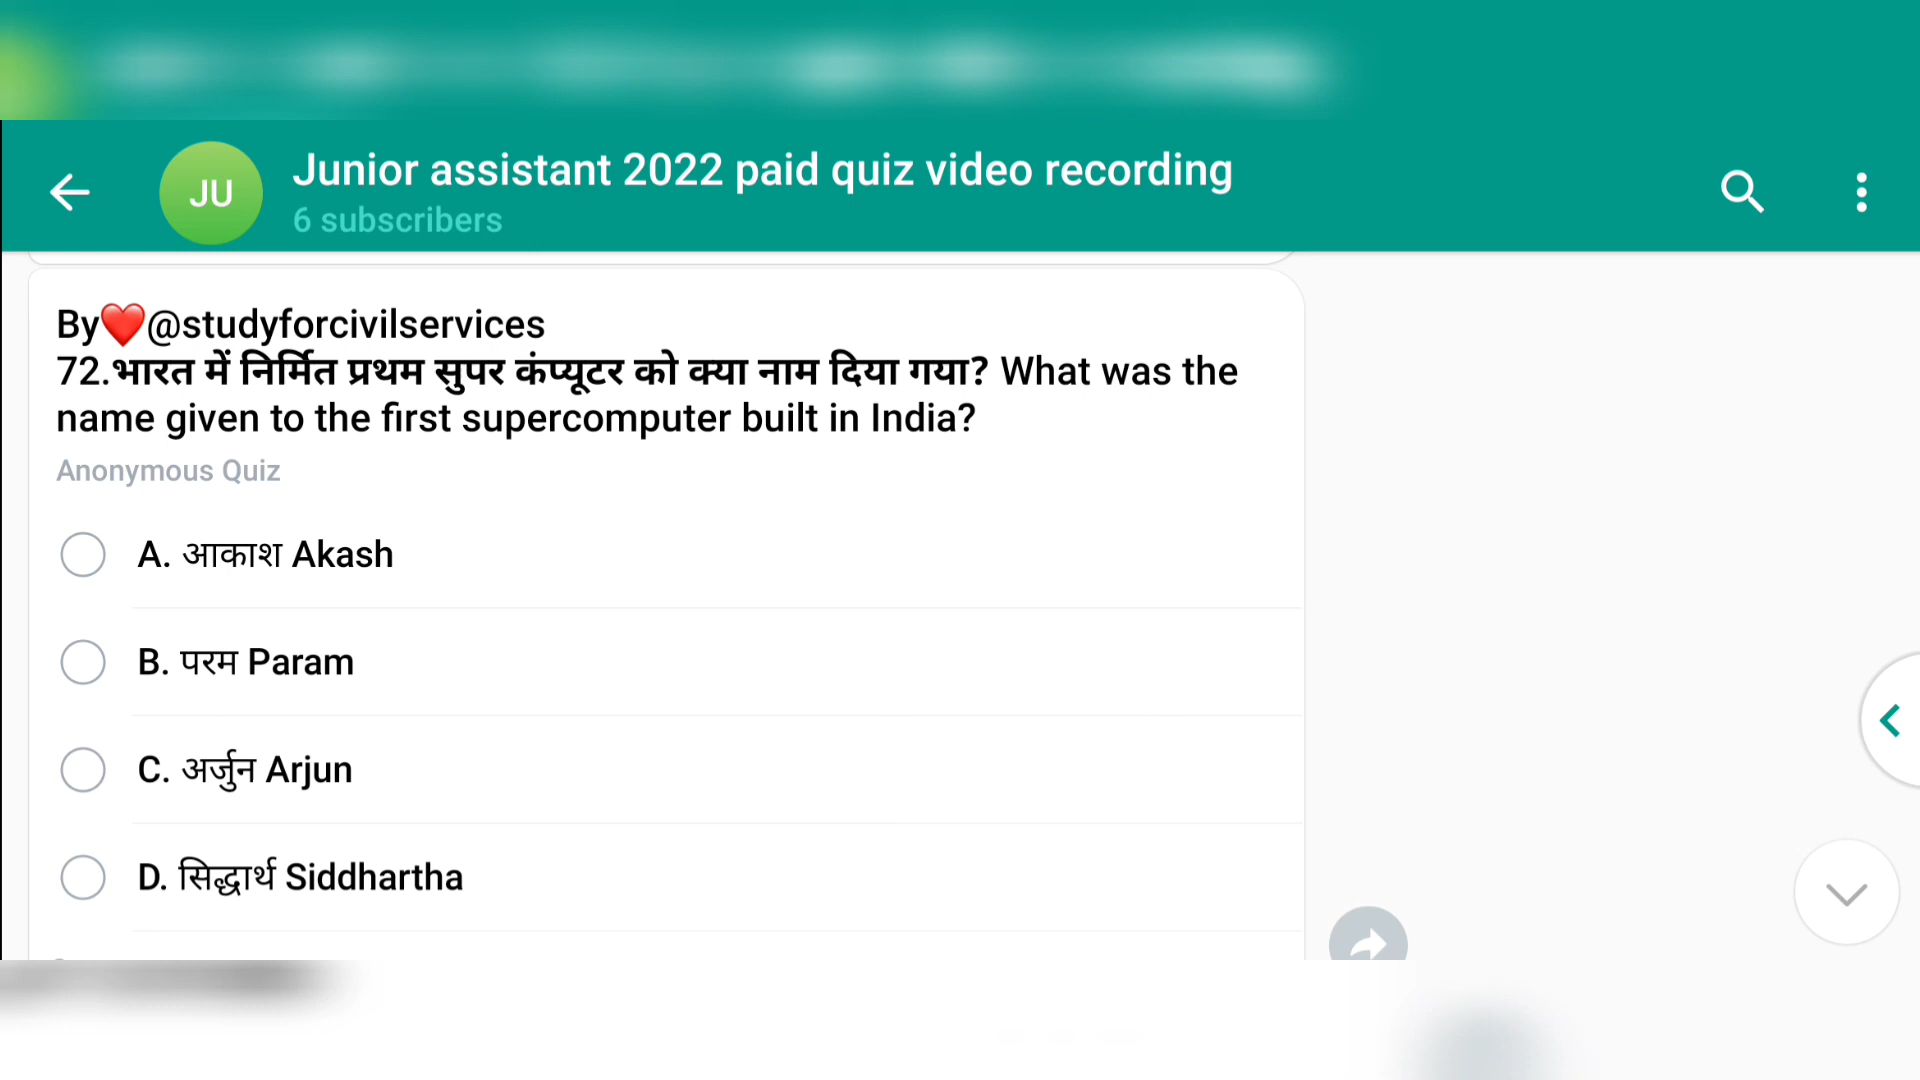 JU
Junior assistant 2022 paid quiz video recording
6 subscribers
By❤️@studyforcivilservices
72.भारत में निर्मित प्रथम सुपर कंप्यूटर को क्या नाम दिया गया? What was the
name given to the first supercomputer built in India?
Anonymous Quiz
A. आकाश Akash
B. परम Param
C. अर्जुन Arjun
D. सिद्धार्थ Siddhartha